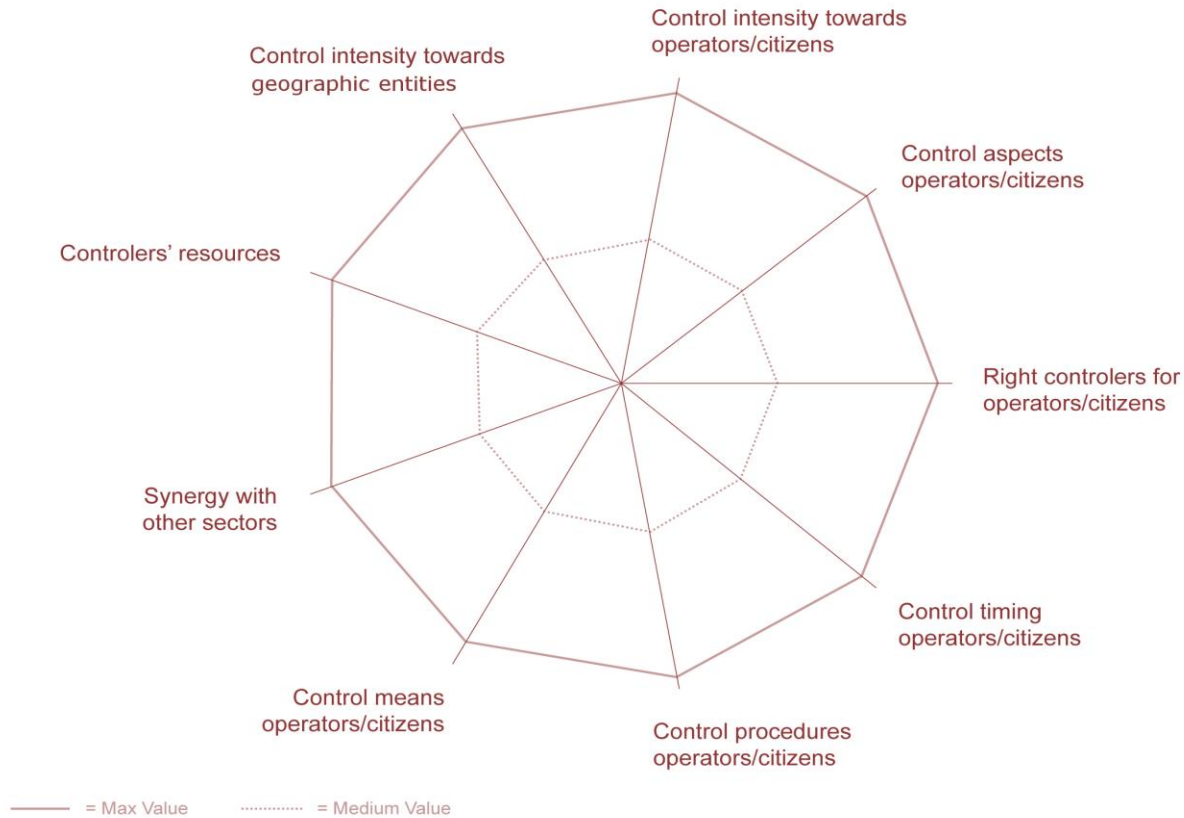 Control intensity towards
operators/citizens
Control intensity towards
geographic entities
Control aspects
operators/citizens
Controlers’ resources
Right controlers for
operators/citizens
Synergy with
other sectors
Control timing
operators/citizens
Control means
operators/citizens
Control procedures
operators/citizens
= Max Value
= Medium Value